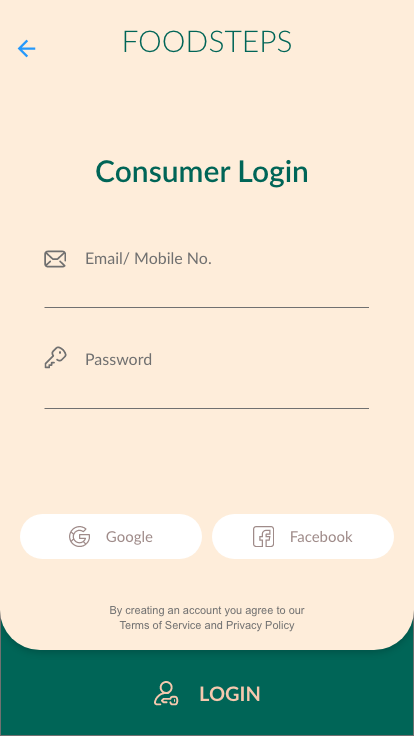 FOODSTEPS
Consumer Login
Email/ Mobile No.
Password
Google
Facebook
By creating an account you agree to our
Terms of Service and Privacy Policy
LOGIN